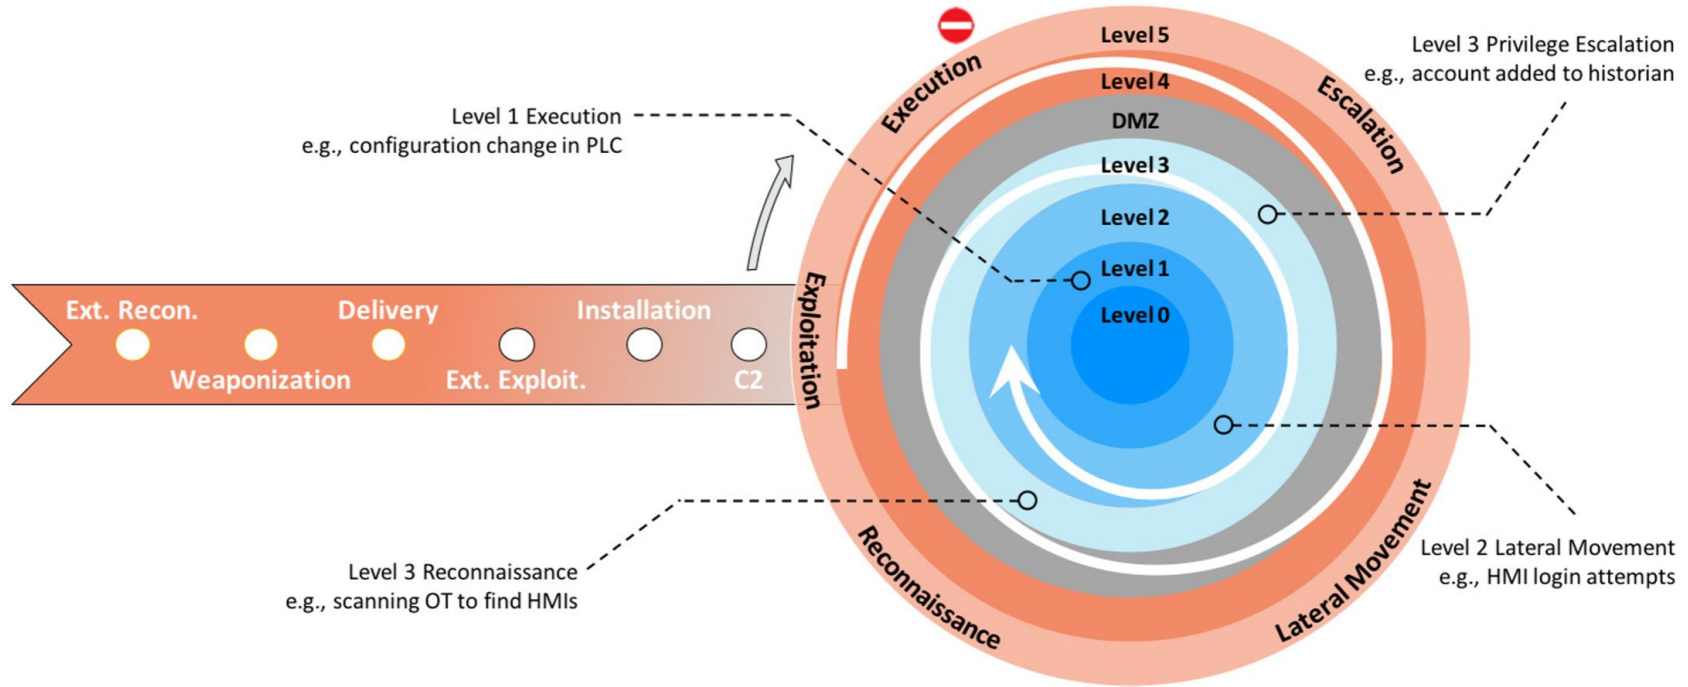 Level 5
Level 4
DMZ
Level 3
Level 2
Level 1
Level 0
Execution
Escalation
Exploitation
Reconnaissance
Lateral Movement
Level 3 Privilege Escalation
e.g., account added to historian
Level 1 Execution
e.g., configuration change in PLC
Ext. Recon.
Weaponization
Delivery
Ext. Exploit.
Installation
C2
Level 3 Reconnaissance
e.g., scanning OT to find HMIs
Level 2 Lateral Movement
e.g., HMI login attempts